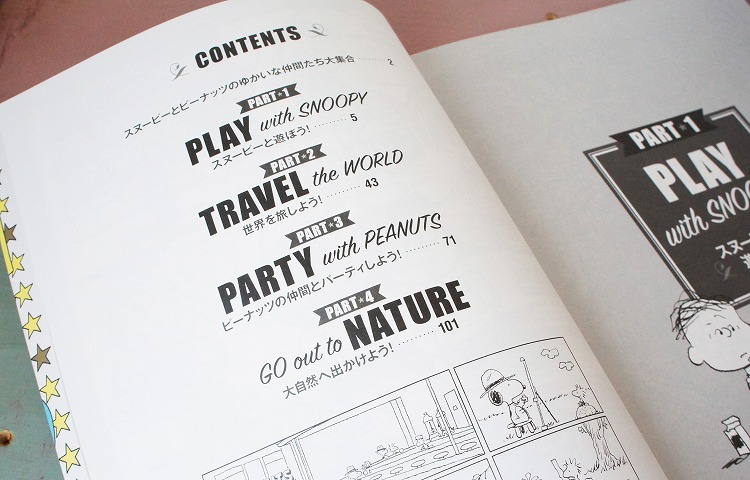 CONTENTS
スヌーピーとピーナッツのゆかいな仲間たち大集合 ........ 2
PART★1
PLAY with SNOOPY
スヌーピーと遊ぼう! ........ 5
PART★2
TRAVEL the WORLD
世界を旅しよう! ........ 43
PART★3
PARTY with PEANUTS
ピーナッツの仲間とパーティしよう! ........ 71
PART★4
GO out to NATURE
大自然へ出かけよう! ........ 101
PART★1
PLAY
with